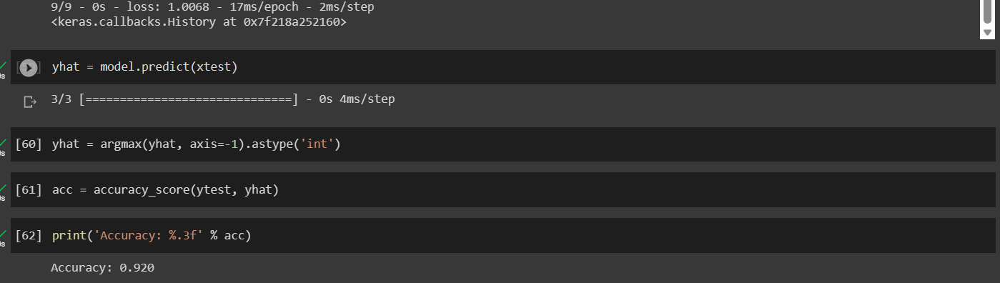 9/9 - 0s - loss: 1.0068 - 17ms/epoch - 2ms/step
<keras.callbacks.History at 0x7f218a252160>
yhat = model.predict(xtest)
3/3 [==============================] - 0s 4ms/step
[60] yhat = argmax(yhat, axis=-1).astype('int')
[61] acc = accuracy_score(ytest, yhat)
[62] print('Accuracy: %.3f' % acc)
Accuracy: 0.920